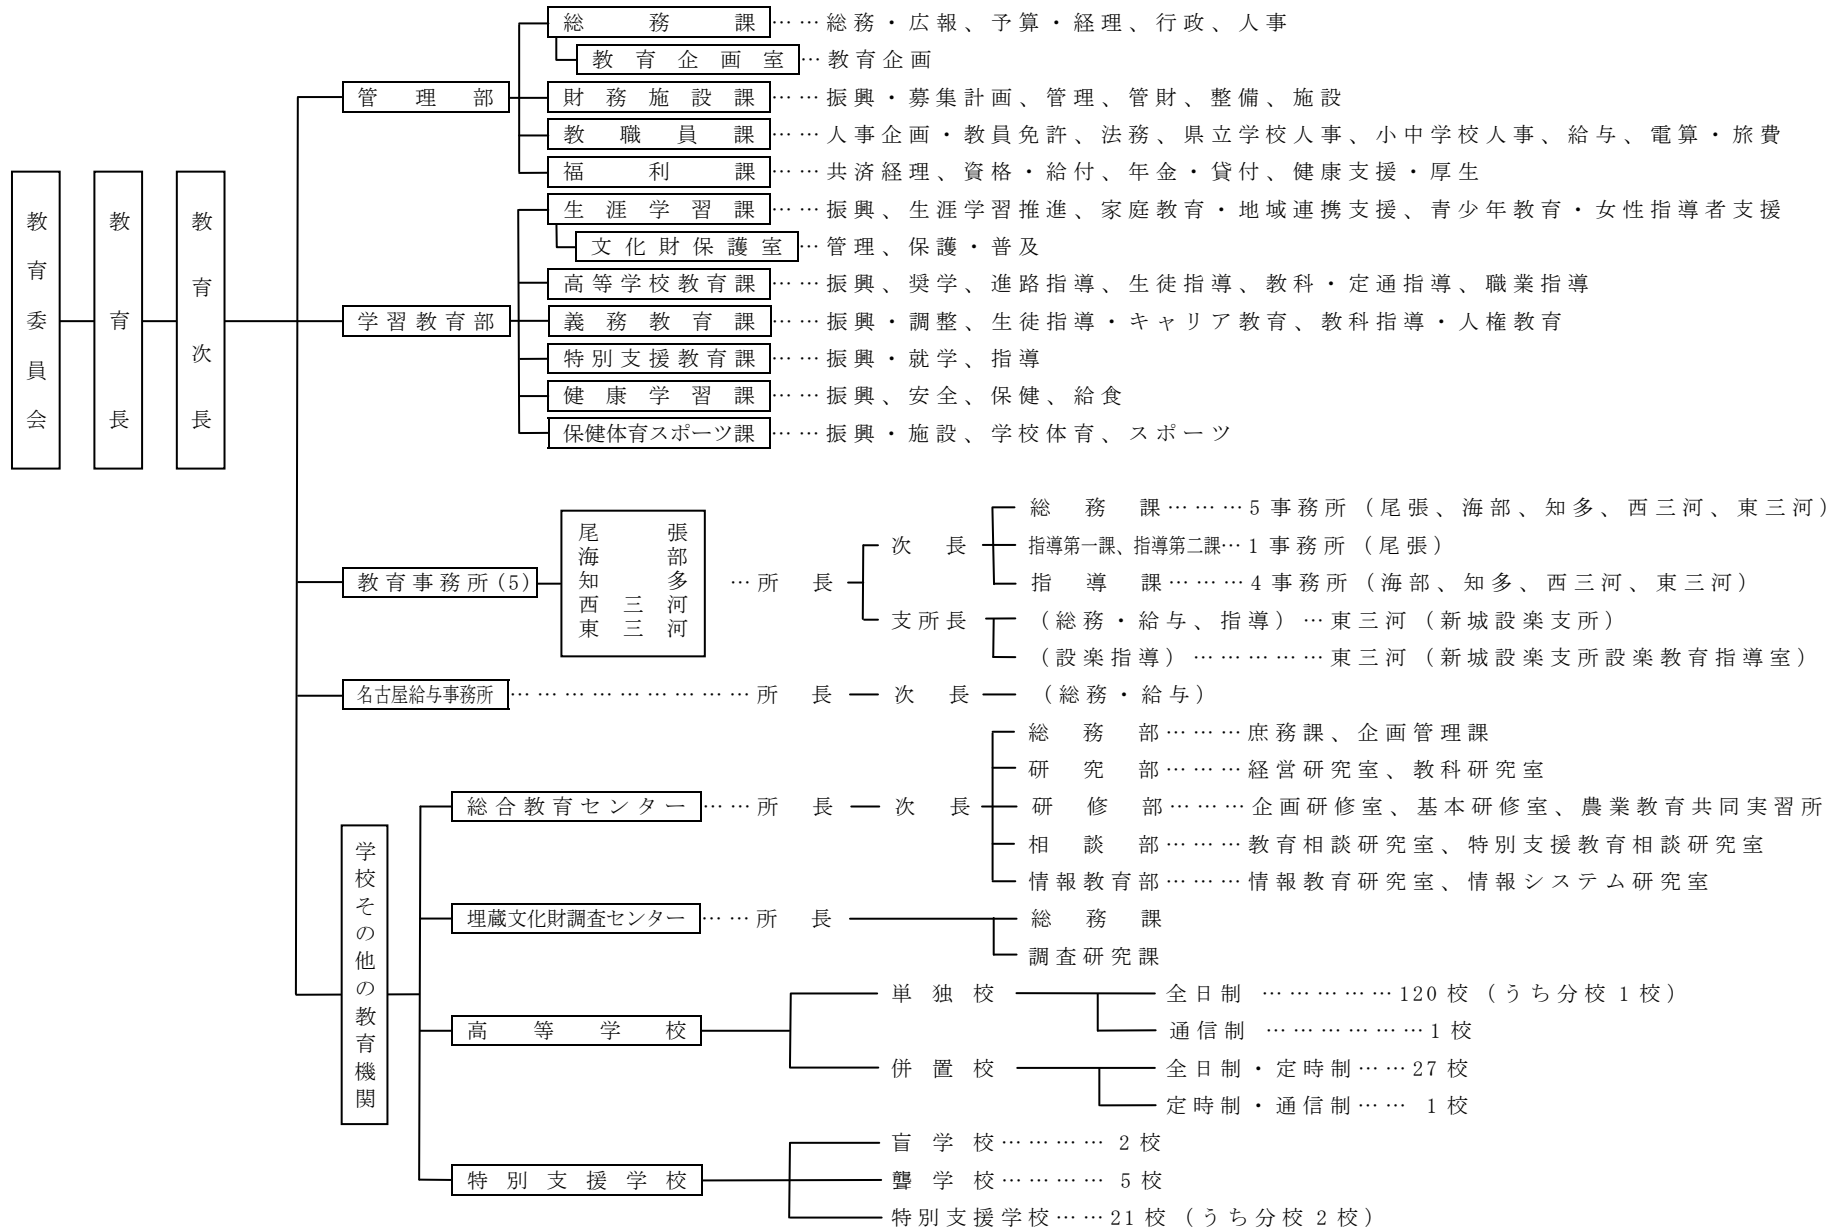 教育委員会
教育長
教育次長
管理部
総務課……総務・広報、予算・経理、行政、人事
教育企画室…教育企画
財務施設課……振興・募集計画、管理、管財、整備、施設
教職員課……人事企画・教員免許、法務、県立学校人事、小中学校人事、給与、電算・旅費
福利課……共済経理、資格・給付、年金・貸付、健康支援・厚生
学習教育部
生涯学習課……振興、生涯学習推進、家庭教育・地域連携支援、青少年教育・女性指導者支援
文化財保護室…管理、保護・普及
高等学校教育課……振興、奨学、進路指導、生徒指導、教科・定通指導、職業指導
義務教育課……振興・調整、生徒指導・キャリア教育、教科指導・人権教育
特別支援教育課……振興・就学、指導
健康学習課……振興、安全、保健、給食
保健体育スポーツ課……振興・施設、学校体育、スポーツ
教育事務所(5)
尾張
海部
知多
西三河
東三河
…所長
次長
総務課………5事務所（尾張、海部、知多、西三河、東三河）
指導第一課、指導第二課…1事務所（尾張）
指導課………4事務所（海部、知多、西三河、東三河）
支所長
（総務・給与、指導）…東三河（新城設楽支所）
（設楽指導）……………東三河（新城設楽支所設楽教育指導室）
名古屋給与事務所………………………所長 次長 （総務・給与）
学校その他の教育機関
総合教育センター……所長 次長
総務部………庶務課、企画管理課
研究部………経営研究室、教科研究室
研修部………企画研修室、基本研修室、農業教育共同実習所
相談部………教育相談研究室、特別支援教育相談研究室
情報教育部………情報教育研究室、情報システム研究室
埋蔵文化財調査センター……所長
総務課
調査研究課
高等学校
単独校
全日制 ……………120校（うち分校1校）
通信制 ………………1校
併置校
全日制・定時制……27校
定時制・通信制…… 1校
特別支援学校
盲学校………… 2校
聾学校………… 5校
特別支援学校……21校（うち分校2校）